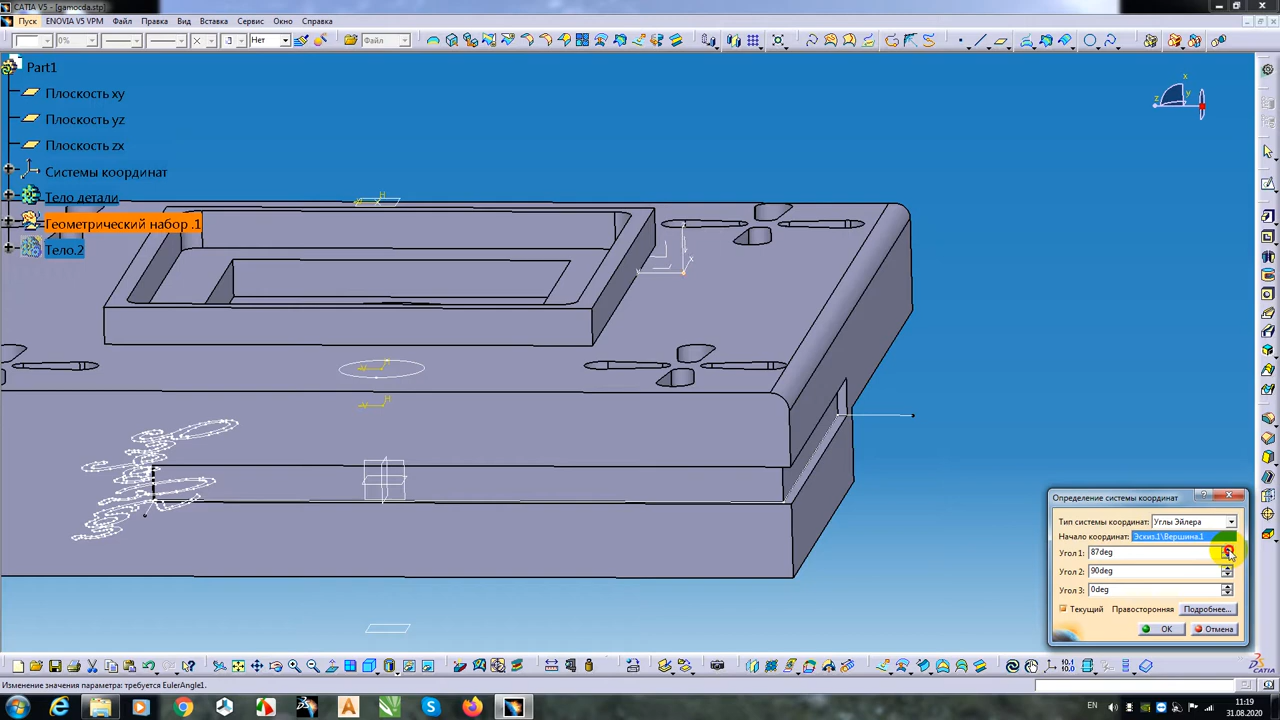 CATIA V5 - [gamocda.stp]
Пуск ENOVIA V5 VPM Файл Правка Вид Вставка Сервис Окно Справка
0% Нет Файл
Part1
Плоскость xy
Плоскость yz
Плоскость zx
Системы координат
Тело детали
Геометрический набор .1
Тело.2
x
z
y
H
x
H
Определение системы координат
Тип системы координат: Углы Эйлера
Начало координат: Эскиз.1\Вершина.1
Угол 1: 87deg
Угол 2: 90deg
Угол 3: 0deg
Текущий Правосторонняя Подробнее...
OK Отмена
Изменение значения параметра: требуется EulerAngle1.
CATIA
EN 11:19
31.08.2020